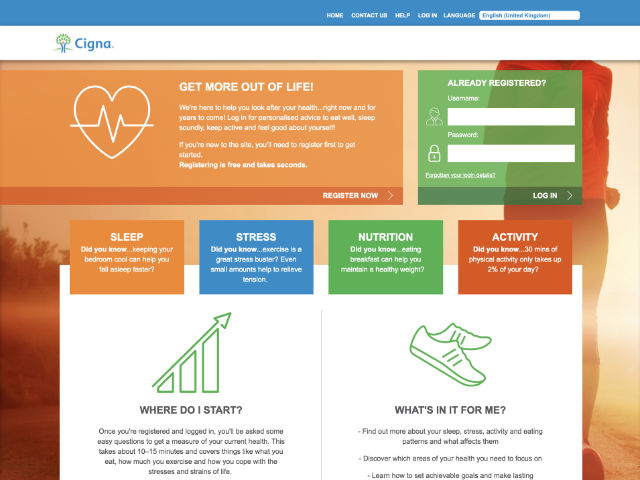 HOME CONTACT US HELP LOG IN LANGUAGE English (United Kingdom)
Cigna.
GET MORE OUT OF LIFE!
We're here to help you look after your health...right now and for
years to come! Log in for personalised advice to eat well, sleep
soundly, keep active and feel good about yourself!
If you're new to the site, you'll need to register first to get
started.
Registering is free and takes seconds.
REGISTER NOW
ALREADY REGISTERED?
Username:
Password:
Forgotten your login details?
LOG IN
SLEEP
Did you know...keeping your
bedroom cool can help you
fall asleep faster?
STRESS
Did you know...exercise is a
great stress buster? Even
small amounts help to relieve
tension.
NUTRITION
Did you know...eating
breakfast can help you
maintain a healthy weight?
ACTIVITY
Did you know...30 mins of
physical activity only takes up
2% of your day?
WHERE DO I START?
Once you're registered and logged in, you'll be asked some
easy questions to get a measure of your current health. This
takes about 10–15 minutes and covers things like what you
eat, how much you exercise and how you cope with the
stresses and strains of life.
WHAT'S IN IT FOR ME?
- Find out more about your sleep, stress, activity and eating
patterns and what affects them
- Discover which areas of your health you need to focus on
- Learn how to set achievable goals and make lasting